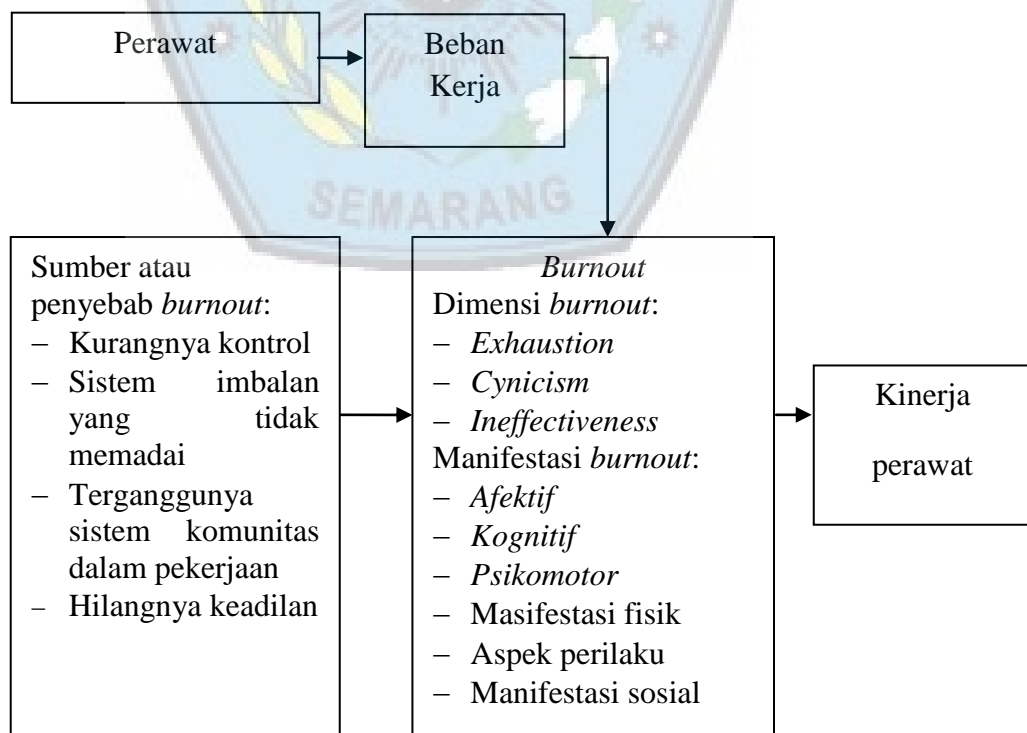 Perawat
Beban
Kerja
SEMARANG
Sumber atau
penyebab burnout:
– Kurangnya kontrol
– Sistem imbalan
yang tidak
memadai
– Terganggunya
sistem komunitas
dalam pekerjaan
– Hilangnya keadilan
Burnout
Dimensi burnout:
– Exhaustion
– Cynicism
– Ineffectiveness
Manifestasi burnout:
– Afektif
– Kognitif
– Psikomotor
– Masifestasi fisik
– Aspek perilaku
– Manifestasi sosial
Kinerja
perawat